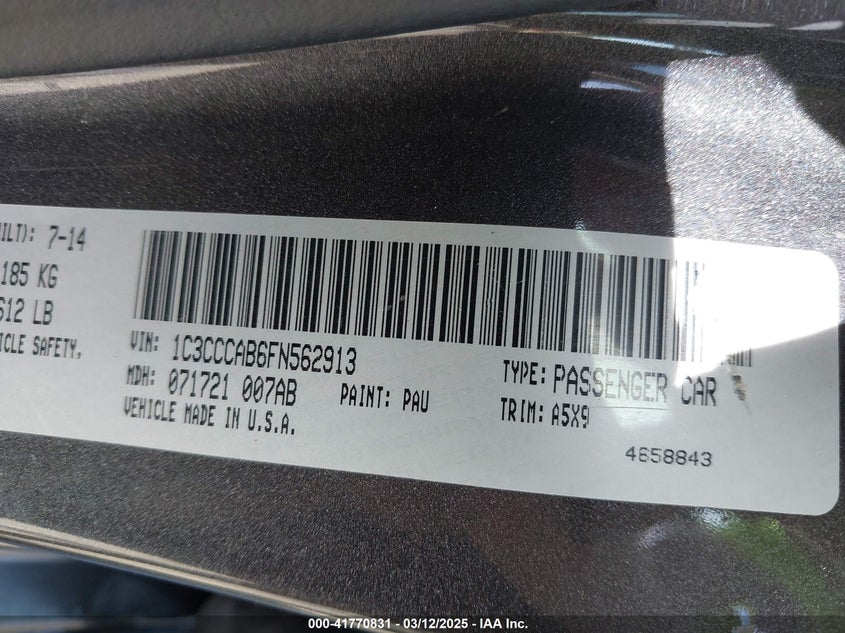 ILT): 7-14
185 KG
612 LB
ICLE SAFETY,
VIN: 1C3CCCAB6FN562913
MDH: 071721 007AB PAINT: PAU
VEHICLE MADE IN U.S.A.
TYPE: PASSENGER CAR
TRIM: A5X9
4658843
000-41770831 - 03/12/2025 - IAA Inc.